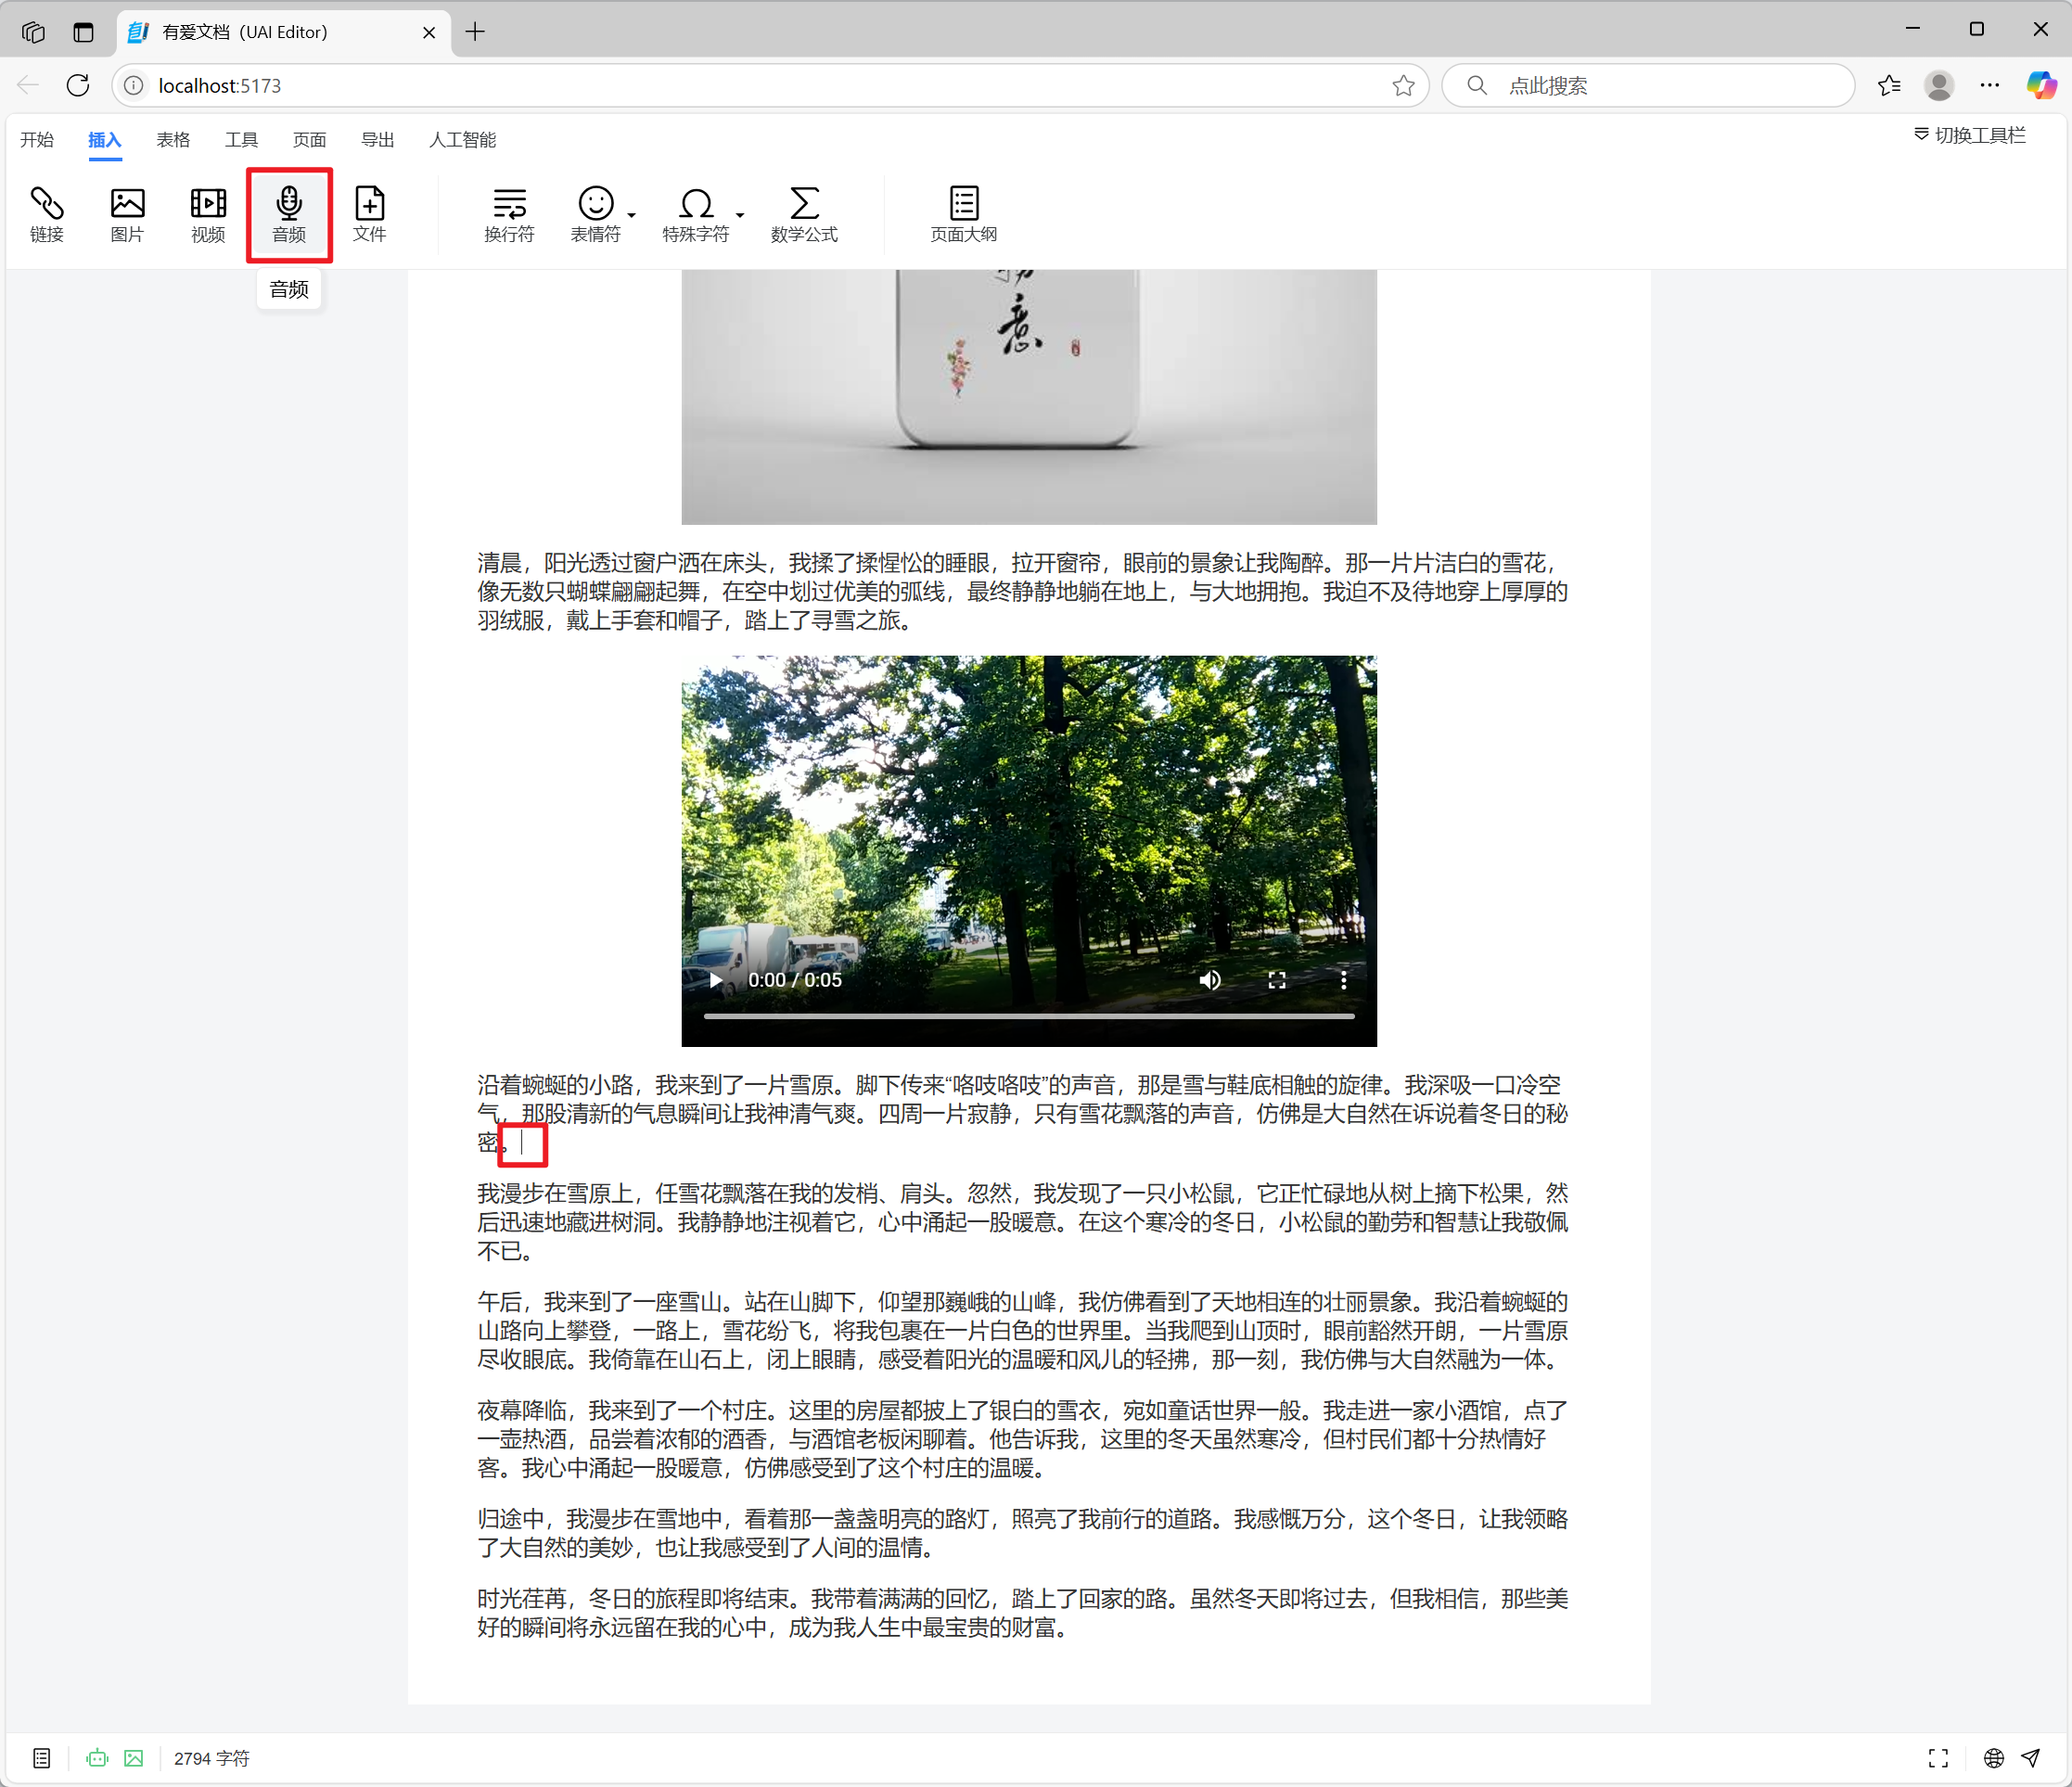 有爱文档（UAI Editor）
localhost:5173
点此搜索
开始 插入 表格 工具 页面 导出 人工智能
切换工具栏
链接 图片 视频 音频 文件 换行符 表情符 特殊字符 数学公式 页面大纲
音频
意
清晨，阳光透过窗户洒在床头，我揉了揉惺忪的睡眼，拉开窗帘，眼前的景象让我陶醉。那一片片洁白的雪花，
像无数只蝴蝶翩翩起舞，在空中划过优美的弧线，最终静静地躺在地上，与大地拥抱。我迫不及待地穿上厚厚的
羽绒服，戴上手套和帽子，踏上了寻雪之旅。
0:00 / 0:05
沿着蜿蜒的小路，我来到了一片雪原。脚下传来“咯吱咯吱”的声音，那是雪与鞋底相触的旋律。我深吸一口冷空
气，那股清新的气息瞬间让我神清气爽。四周一片寂静，只有雪花飘落的声音，仿佛是大自然在诉说着冬日的秘
密。
我漫步在雪原上，任雪花飘落在我的发梢、肩头。忽然，我发现了一只小松鼠，它正忙碌地从树上摘下松果，然
后迅速地藏进树洞。我静静地注视着它，心中涌起一股暖意。在这个寒冷的冬日，小松鼠的勤劳和智慧让我敬佩
不已。
午后，我来到了一座雪山。站在山脚下，仰望那巍峨的山峰，我仿佛看到了天地相连的壮丽景象。我沿着蜿蜒的
山路向上攀登，一路上，雪花纷飞，将我包裹在一片白色的世界里。当我爬到山顶时，眼前豁然开朗，一片雪原
尽收眼底。我倚靠在山石上，闭上眼睛，感受着阳光的温暖和风儿的轻拂，那一刻，我仿佛与大自然融为一体。
夜幕降临，我来到了一个村庄。这里的房屋都披上了银白的雪衣，宛如童话世界一般。我走进一家小酒馆，点了
一壶热酒，品尝着浓郁的酒香，与酒馆老板闲聊着。他告诉我，这里的冬天虽然寒冷，但村民们都十分热情好
客。我心中涌起一股暖意，仿佛感受到了这个村庄的温暖。
归途中，我漫步在雪地中，看着那一盏盏明亮的路灯，照亮了我前行的道路。我感慨万分，这个冬日，让我领略
了大自然的美妙，也让我感受到了人间的温情。
时光荏苒，冬日的旅程即将结束。我带着满满的回忆，踏上了回家的路。虽然冬天即将过去，但我相信，那些美
好的瞬间将永远留在我的心中，成为我人生中最宝贵的财富。
2794 字符